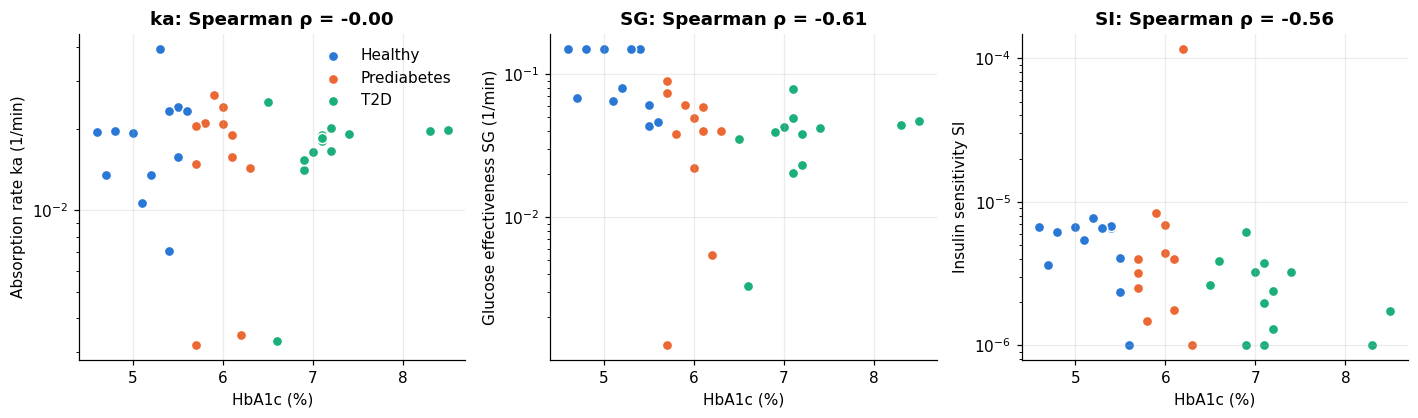 ka: Spearman ρ = -0.00
Absorption rate ka (1/min)
10⁻²
5 6 7 8
HbA1c (%)
Healthy
Prediabetes
T2D
SG: Spearman ρ = -0.61
Glucose effectiveness SG (1/min)
10⁻¹
10⁻²
5 6 7 8
HbA1c (%)
SI: Spearman ρ = -0.56
Insulin sensitivity SI
10⁻⁴
10⁻⁵
10⁻⁶
5 6 7 8
HbA1c (%)